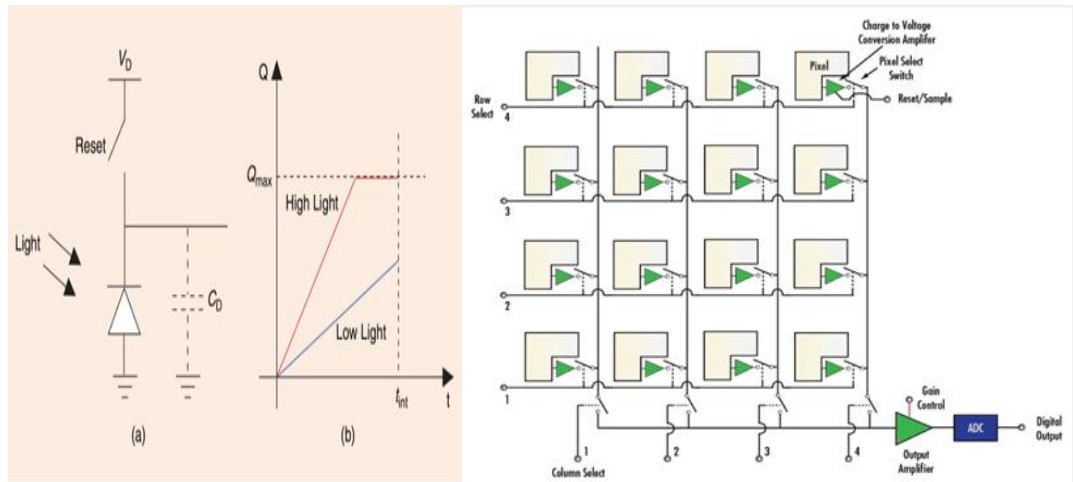 V_D
Reset
Light
C_D
(a)
Q
Q_max
High Light
Low Light
t_int
t
(b)
Charge to Voltage
Conversion Amplifer
Pixel Select
Switch
Pixel
Reset/Sample
Row
Select
4
3
2
1
Gain
Control
ADC
Digital
Output
Output
Amplifier
Column Select
1
2
3
4